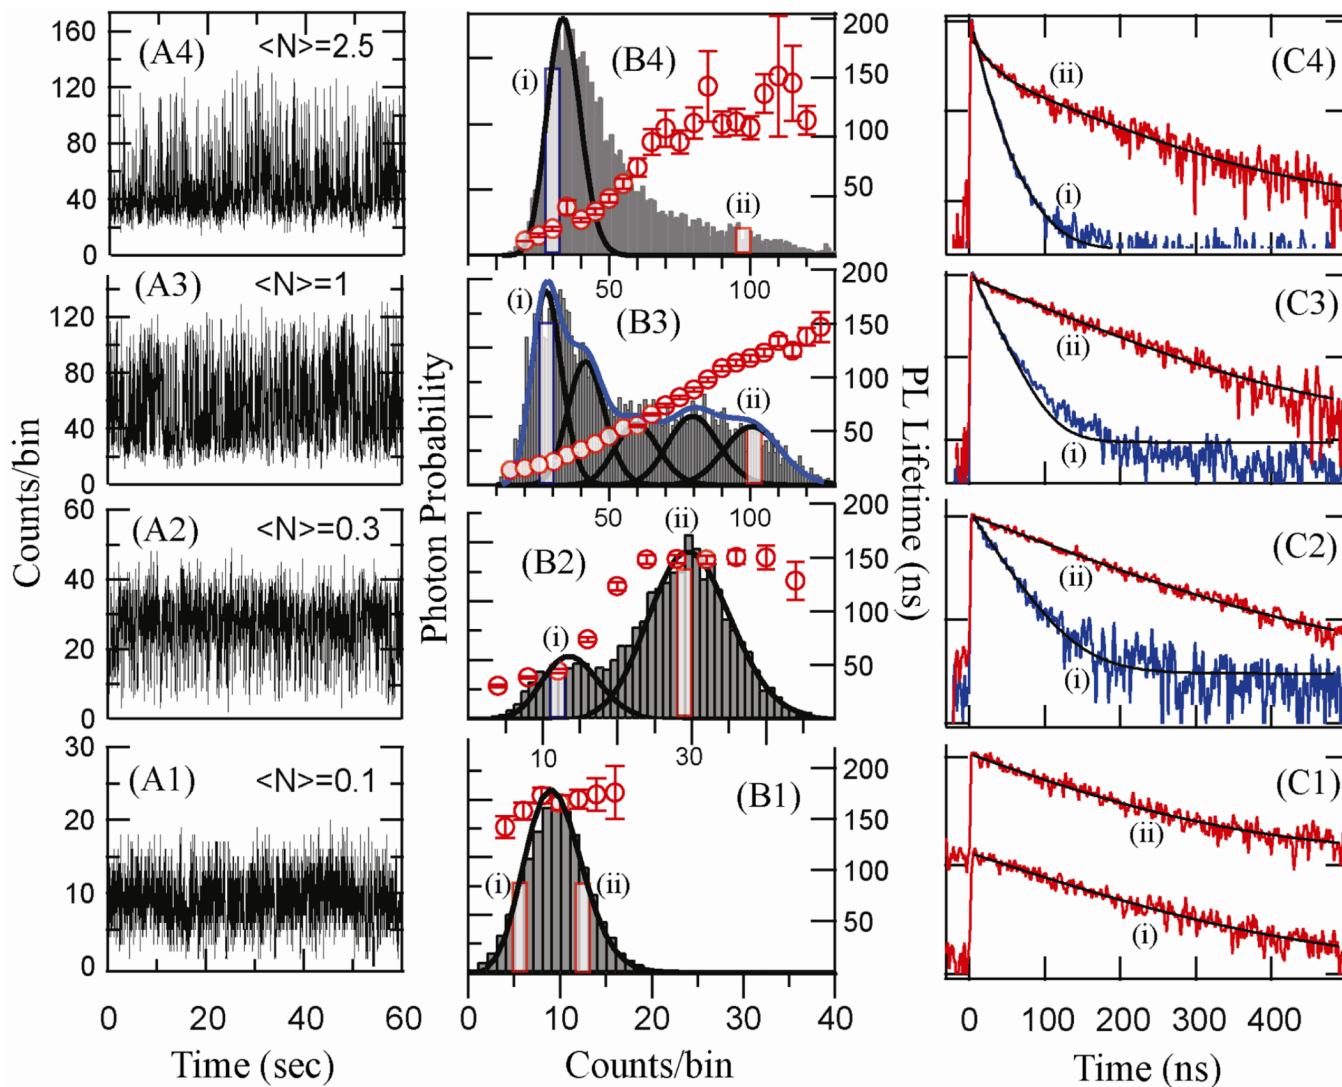 160
120
80
40
0
(A4)
<N>=2.5
(i)
(B4)
(ii)
200
150
100
50
50
100
(ii)
(C4)
(i)
120
80
40
0
(A3)
<N>=1
(i)
(B3)
(ii)
200
150
100
50
50
100
(C3)
(ii)
(i)
60
40
20
0
(A2)
<N>=0.3
(B2)
(i)
(ii)
200
150
100
50
10
30
(C2)
(ii)
(i)
30
20
10
0
(A1)
<N>=0.1
(B1)
(i)
(ii)
200
150
100
50
(C1)
(ii)
(i)
Counts/bin
Photon Probability
PL Lifetime (ns)
0
20
40
60
Time (sec)
0
10
20
30
40
Counts/bin
0
100
200
400
Time (ns)